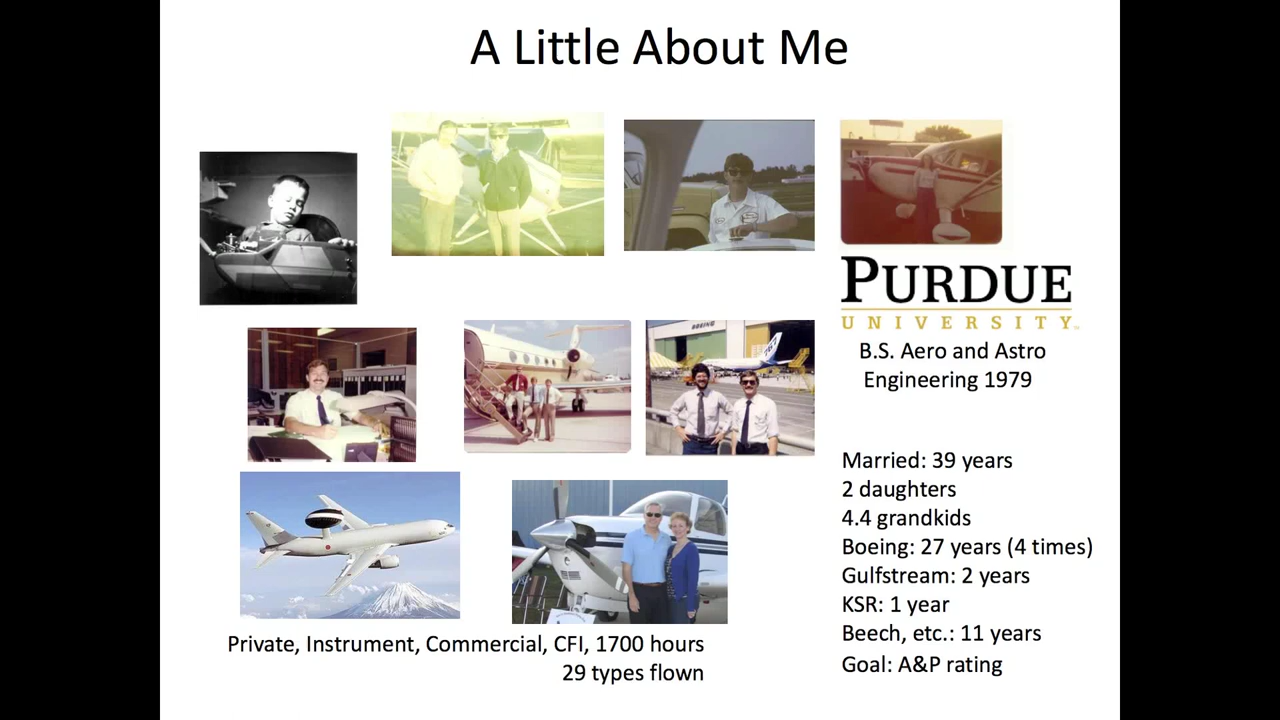 A Little About Me
BOEING
767
PURDUE
UNIVERSITY
B.S. Aero and Astro
Engineering 1979
Married: 39 years
2 daughters
4.4 grandkids
Boeing: 27 years (4 times)
Gulfstream: 2 years
KSR: 1 year
Beech, etc.: 11 years
Goal: A&P rating
Private, Instrument, Commercial, CFI, 1700 hours
29 types flown